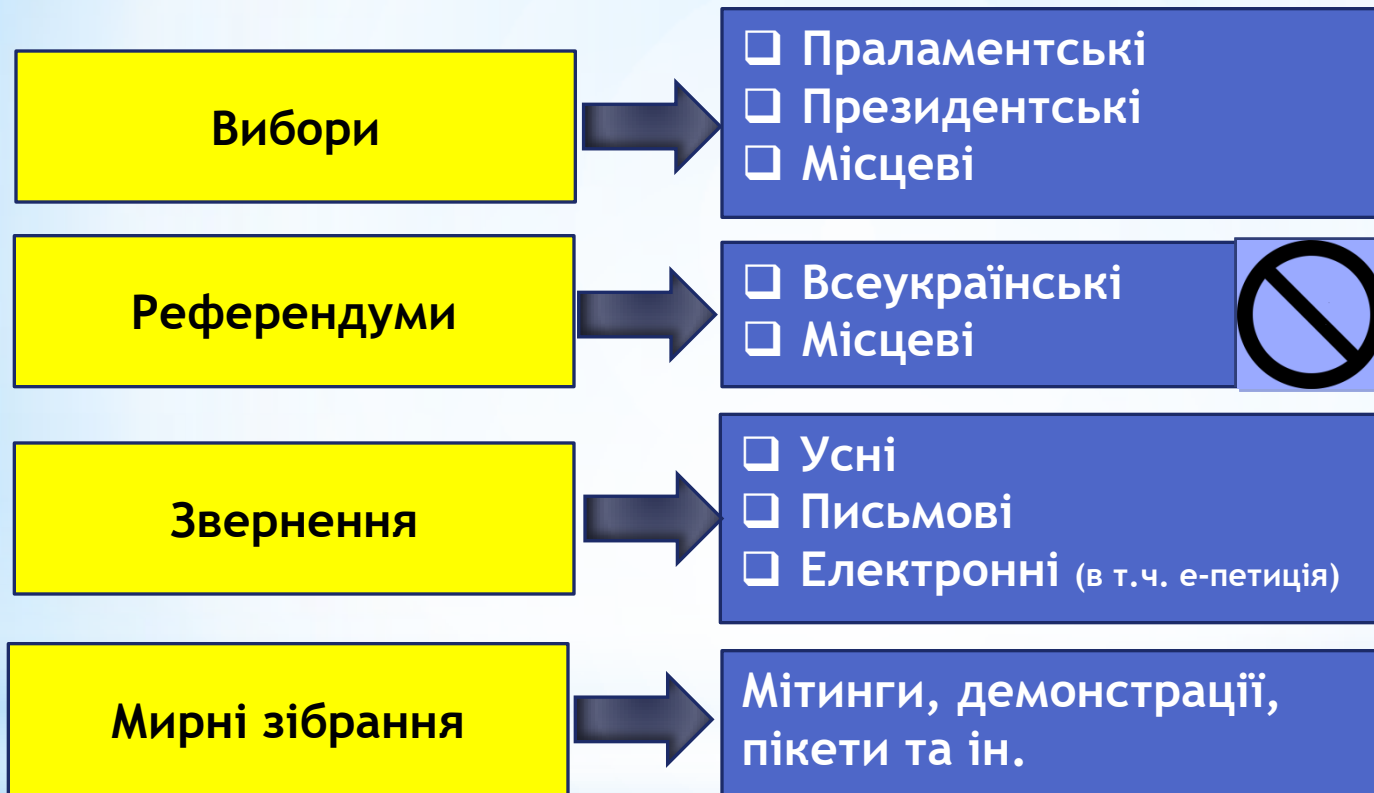 Вибори
Праламентські
Президентські
Місцеві
Референдуми
Всеукраїнські
Місцеві
Звернення
Усні
Письмові
Електронні (в т.ч. е-петиція)
Мирні зібрання
Мітинги, демонстрації,
пікети та ін.